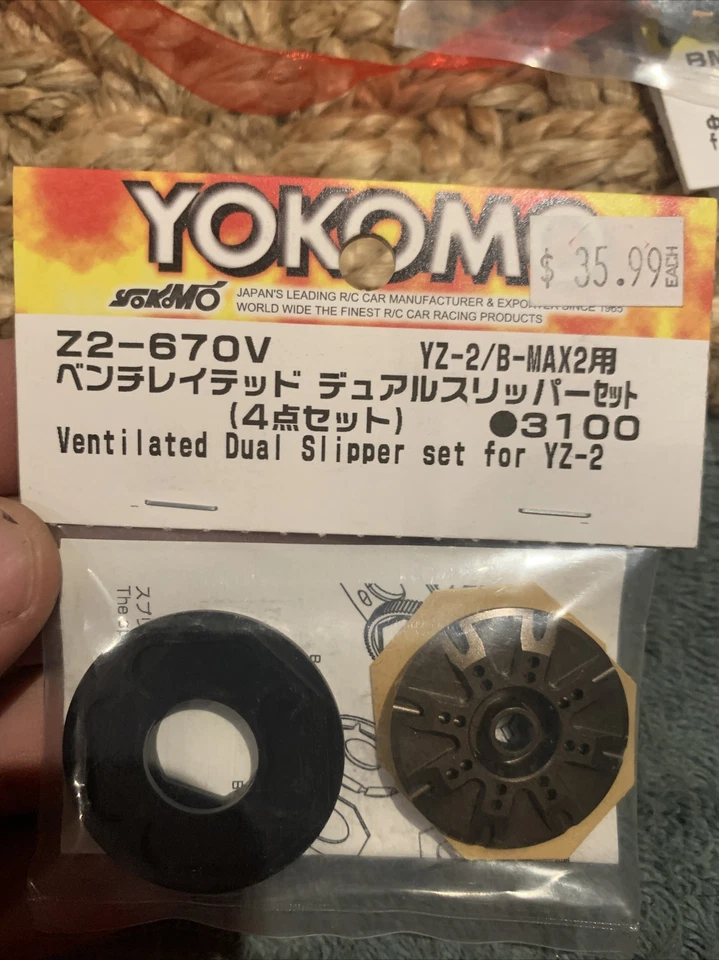 YOKOMO
$ 35.99 EACH
YOKOMO
JAPAN'S LEADING R/C CAR MANUFACTURER & EXPORTER SINCE 1965
WORLD WIDE THE FINEST R/C CAR RACING PRODUCTS
Z2-670V YZ-2/B-MAX2用
ベンチレイテッド デュアルスリッパーセット
(4点セット) ●3100
Ventilated Dual Slipper set for YZ-2